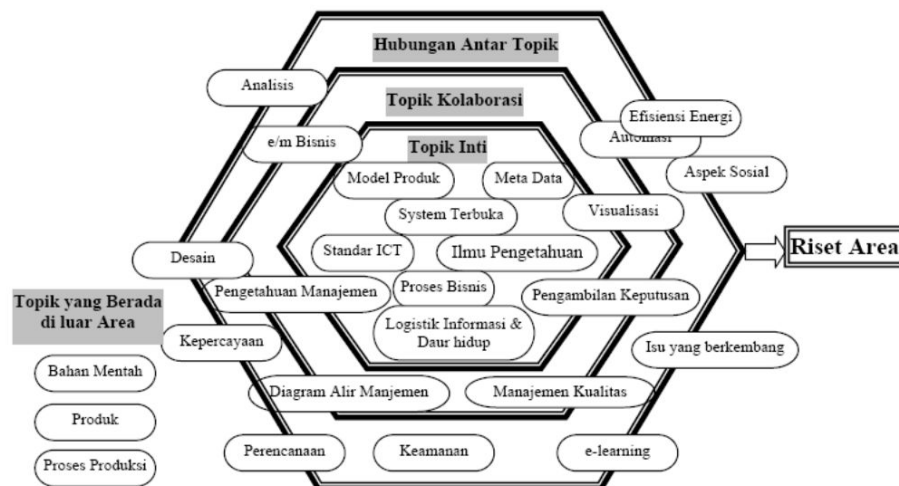 Hubungan Antar Topik
Analisis
Topik Kolaborasi
Efisiensi Energi
e/m Bisnis
Automasi
Topik Inti
Aspek Sosial
Model Produk
Meta Data
System Terbuka
Visualisasi
Desain
Standar ICT
Ilmu Pengetahuan
Riset Area
Pengetahuan Manajemen
Proses Bisnis
Pengambilan Keputusan
Topik yang Berada
di luar Area
Logistik Informasi &
Daur hidup
Kepercayaan
Isu yang berkembang
Bahan Mentah
Diagram Alir Manjemen
Manajemen Kualitas
Produk
Perencanaan
Keamanan
e-learning
Proses Produksi